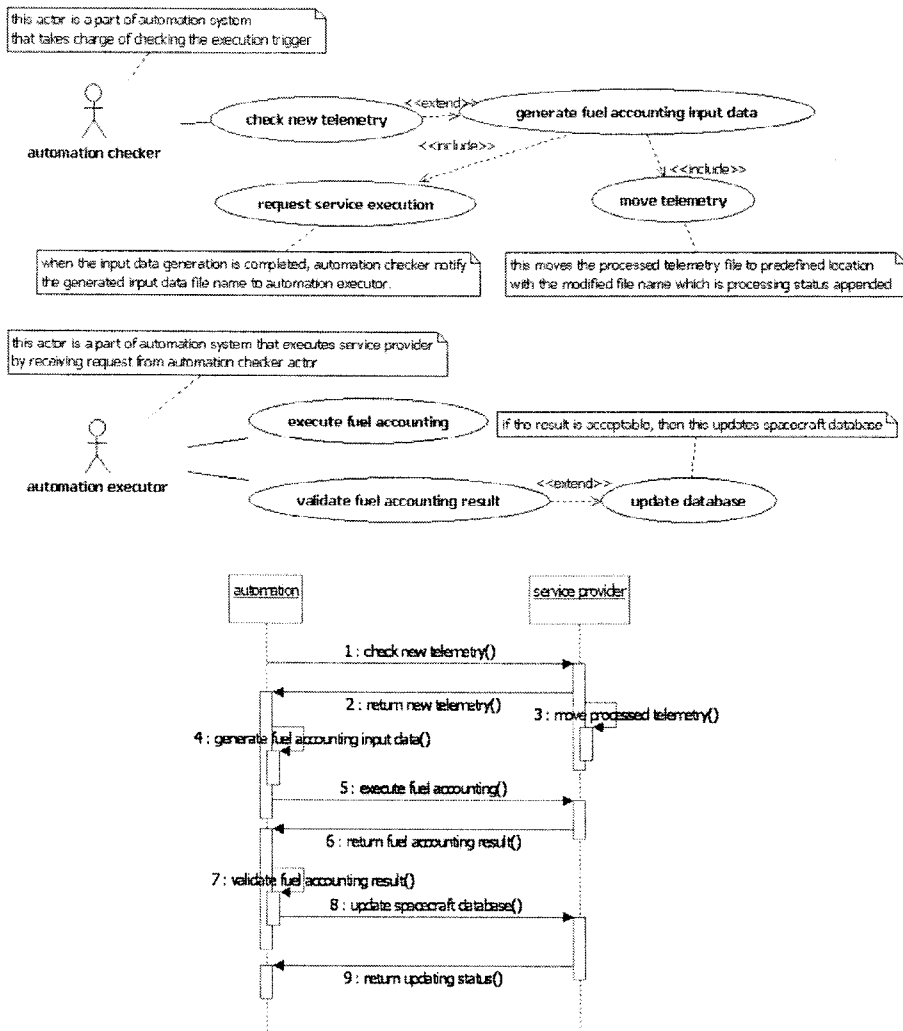 this actor is a part of automation system
that takes charge of checking the execution trigger
automation checker
check new telemetry
<<extend>>
generate fuel accounting input data
<<include>>
<<include>>
request service execution
move telemetry
when the input data generation is completed, automation checker notify
the generated input data file name to automation executor.
this moves the processed telemetry file to predefined location
with the modified file name which is processing status appended
this actor is a part of automation system that executes service provider
by receiving request from automation checker actor
automation executor
execute fuel accounting
if the result is acceptable, then this updates spacecraft database
validate fuel accounting result
<<extend>>
update database
automation
service provider
1 : check new telemetry()
2 : return new telemetry()
3 : move processed telemetry()
4 : generate fuel accounting input data()
5 : execute fuel accounting()
6 : return fuel accounting result()
7 : validate fuel accounting result()
8 : update spacecraft database()
9 : return updating status()